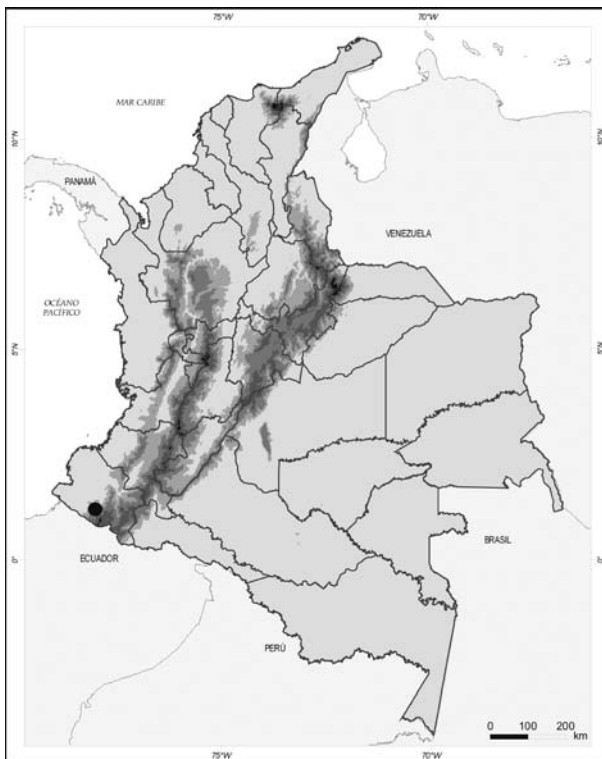 75°W 70°W
MAR CARIBE
10°N 10°N
PANAMÁ
VENEZUELA
OCÉANO
PACÍFICO
5°N 5°N
0° 0°
ECUADOR
BRASIL
PERÚ
0 100 200
km
75°W 70°W